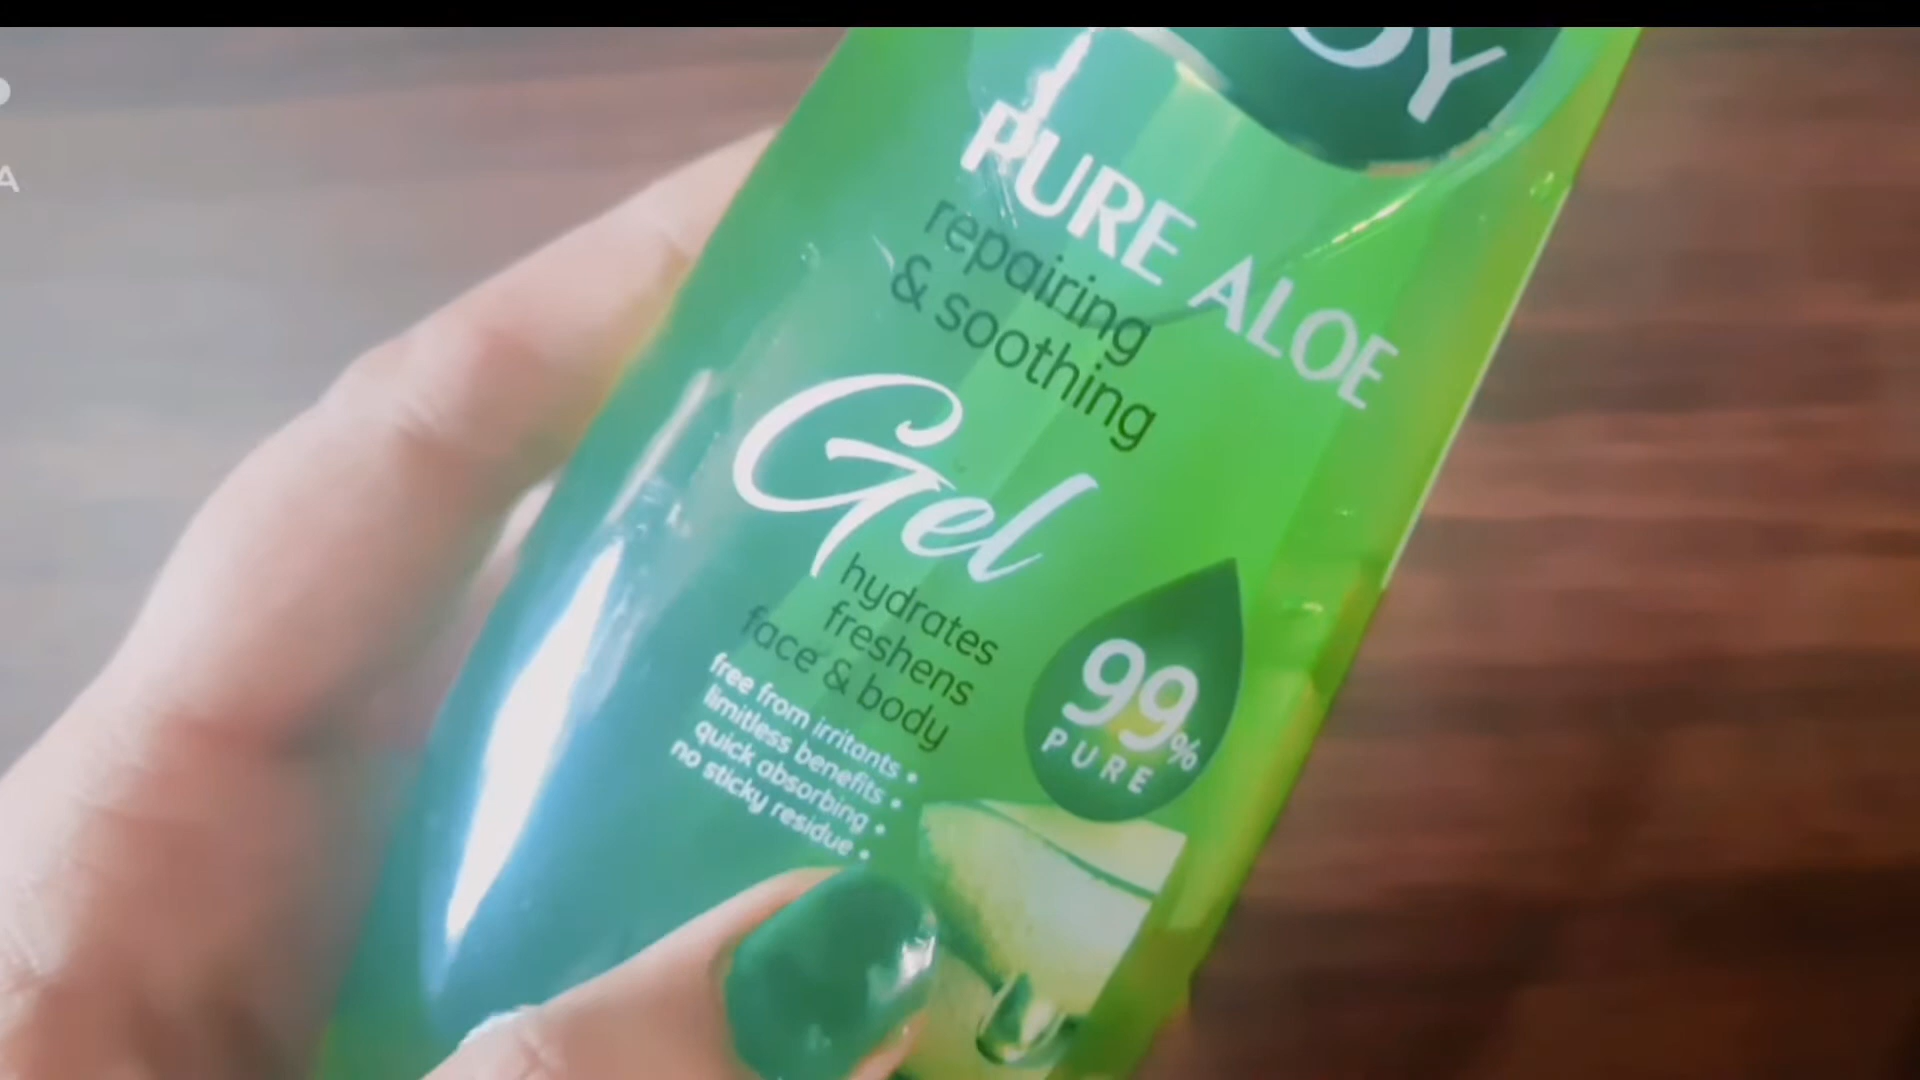 PURE ALOE
repairing
& soothing
Gel
hydrates
freshens
face & body
free from irritants •
limitless benefits •
quick absorbing •
no sticky residue •
99%
PURE